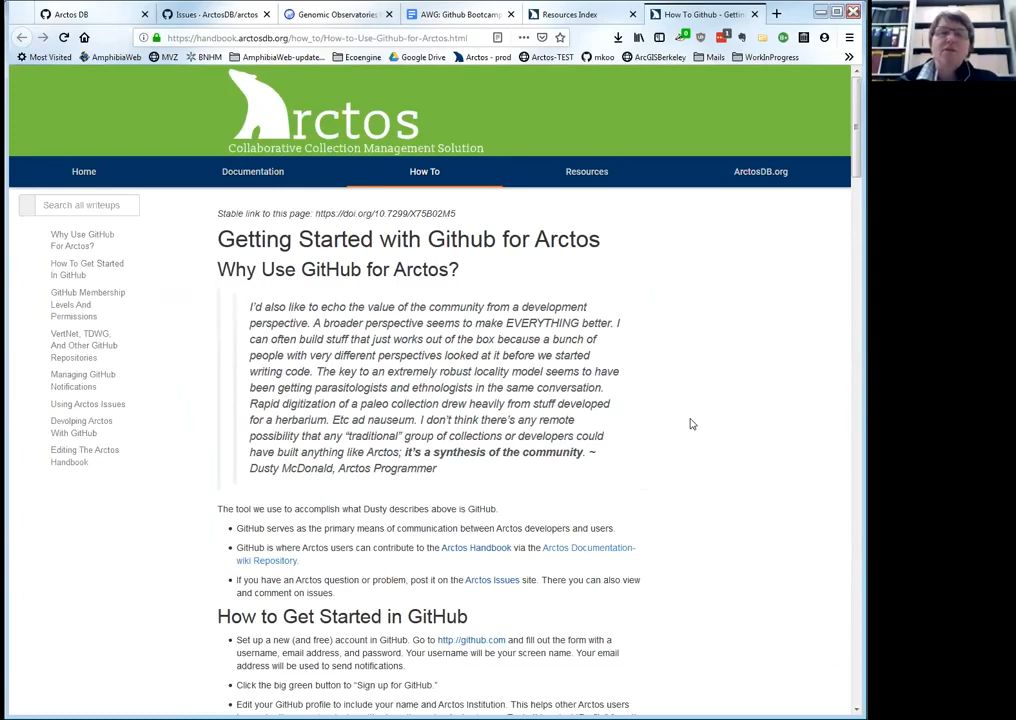 Arctos DB
Issues · ArctosDB/arctos
Genomic Observatories
AWG: Github Bootcamp
Resources Index
How To Github - Gettin
https://handbook.arctosdb.org/how_to/How-to-Use-Github-for-Arctos.html
Most Visited
AmphibiaWeb
MVZ
BNHM
AmphibiaWeb-update...
Ecoengine
Google Drive
Arctos - prod
Arctos-TEST
mkoo
ArcGISBerkeley
Mails
WorkInProgress
Arctos
Collaborative Collection Management Solution
Home
Documentation
How To
Resources
ArctosDB.org
Search all writeups
Why Use GitHub
For Arctos?
How To Get Started
In GitHub
GitHub Membership
Levels And
Permissions
VertNet, TDWG,
And Other GitHub
Repositories
Managing GitHub
Notifications
Using Arctos Issues
Devolping Arctos
With GitHub
Editing The Arctos
Handbook
Stable link to this page: https://doi.org/10.7299/X75B02M5
Getting Started with Github for Arctos
Why Use GitHub for Arctos?
I'd also like to echo the value of the community from a development
perspective. A broader perspective seems to make EVERYTHING better. I
can often build stuff that just works out of the box because a bunch of
people with very different perspectives looked at it before we started
writing code. The key to an extremely robust locality model seems to have
been getting parasitologists and ethnologists in the same conversation.
Rapid digitization of a paleo collection drew heavily from stuff developed
for a herbarium. Etc ad nauseum. I don't think there's any remote
possibility that any "traditional" group of collections or developers could
have built anything like Arctos; it's a synthesis of the community. ~
Dusty McDonald, Arctos Programmer
The tool we use to accomplish what Dusty describes above is GitHub.
• GitHub serves as the primary means of communication between Arctos developers and users.
• GitHub is where Arctos users can contribute to the Arctos Handbook via the Arctos Documentation-
wiki Repository.
• If you have an Arctos question or problem, post it on the Arctos Issues site. There you can also view
and comment on issues.
How to Get Started in GitHub
• Set up a new (and free) account in GitHub. Go to http://github.com and fill out the form with a
username, email address, and password. Your username will be your screen name. Your email
address will be used to send notifications.
• Click the big green button to "Sign up for GitHub."
• Edit your GitHub profile to include your name and Arctos Institution. This helps other Arctos users